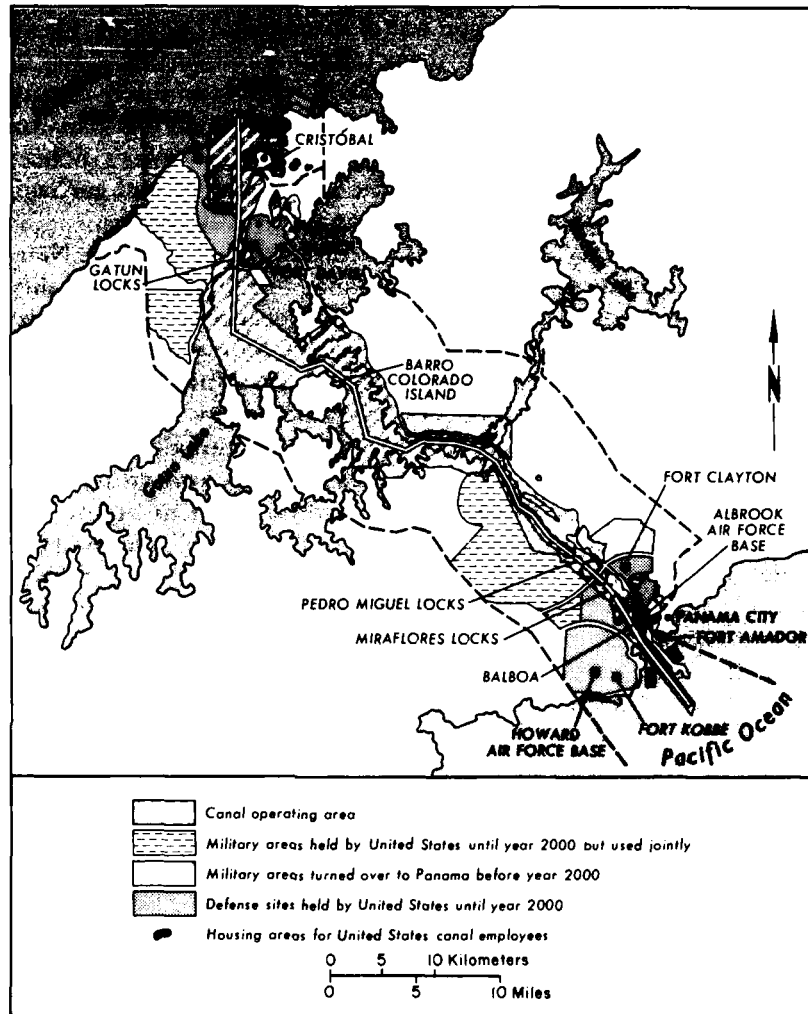 CRISTÓBAL
GATUN
LOCKS
BARRO
COLORADO
ISLAND
N
FORT CLAYTON
ALBROOK
AIR FORCE
BASE
PEDRO MIGUEL LOCKS
PANAMA CITY
MIRAFLORES LOCKS
FORT AMADOR
BALBOA
HOWARD
AIR FORCE BASE
FORT KOBBE
Pacific Ocean
Canal operating area
Military areas held by United States until year 2000 but used jointly
Military areas turned over to Panama before year 2000
Defense sites held by United States until year 2000
Housing areas for United States canal employees
0 5 10 Kilometers
0 5 10 Miles